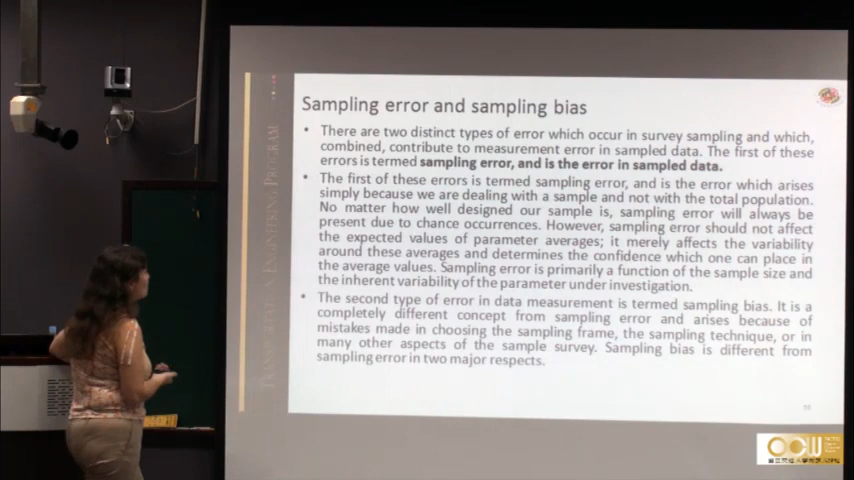 Sampling error and sampling bias
• There are two distinct types of error which occur in survey sampling and which,
combined, contribute to measurement error in sampled data. The first of these
errors is termed sampling error, and is the error in sampled data.
• The first of these errors is termed sampling error, and is the error which arises
simply because we are dealing with a sample and not with the total population.
No matter how well designed our sample is, sampling error will always be
present due to chance occurrences. However, sampling error should not affect
the expected values of parameter averages; it merely affects the variability
around these averages and determines the confidence which one can place in
the average values. Sampling error is primarily a function of the sample size and
the inherent variability of the parameter under investigation.
• The second type of error in data measurement is termed sampling bias. It is a
completely different concept from sampling error and arises because of
mistakes made in choosing the sampling frame, the sampling technique, or in
many other aspects of the sample survey. Sampling bias is different from
sampling error in two major respects.
OCW